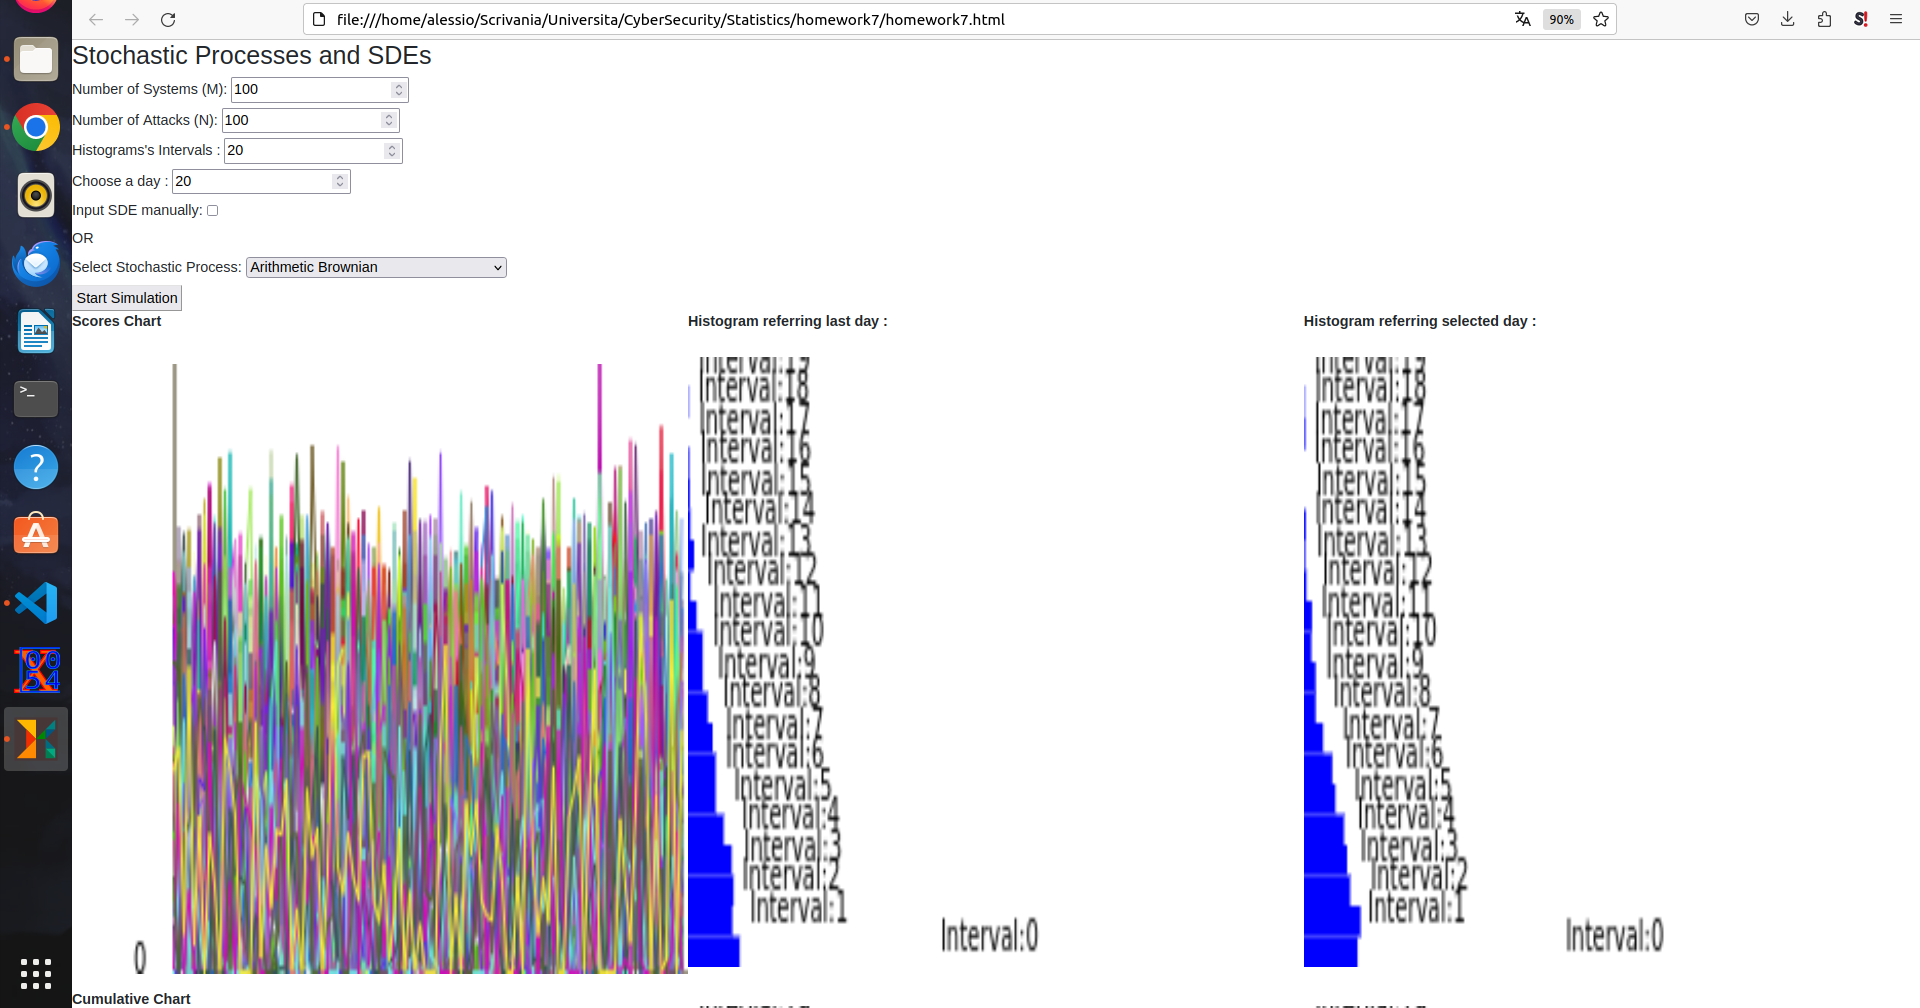 file:///home/alessio/Scrivania/Universita/CyberSecurity/Statistics/homework7/homework7.html
90%
S!
Stochastic Processes and SDEs
Number of Systems (M): 100
Number of Attacks (N): 100
Histograms's Intervals : 20
Choose a day : 20
Input SDE manually:
OR
Select Stochastic Process: Arithmetic Brownian
Start Simulation
Scores Chart
0
Histogram referring last day :
Interval:19
Interval:18
Interval:17
Interval:16
Interval:15
Interval:14
Interval:13
Interval:12
Interval:11
Interval:10
Interval:9
Interval:8
Interval:7
Interval:6
Interval:5
Interval:4
Interval:3
Interval:2
Interval:1
Interval:0
Histogram referring selected day :
Interval:19
Interval:18
Interval:17
Interval:16
Interval:15
Interval:14
Interval:13
Interval:12
Interval:11
Interval:10
Interval:9
Interval:8
Interval:7
Interval:6
Interval:5
Interval:4
Interval:3
Interval:2
Interval:1
Interval:0
Cumulative Chart